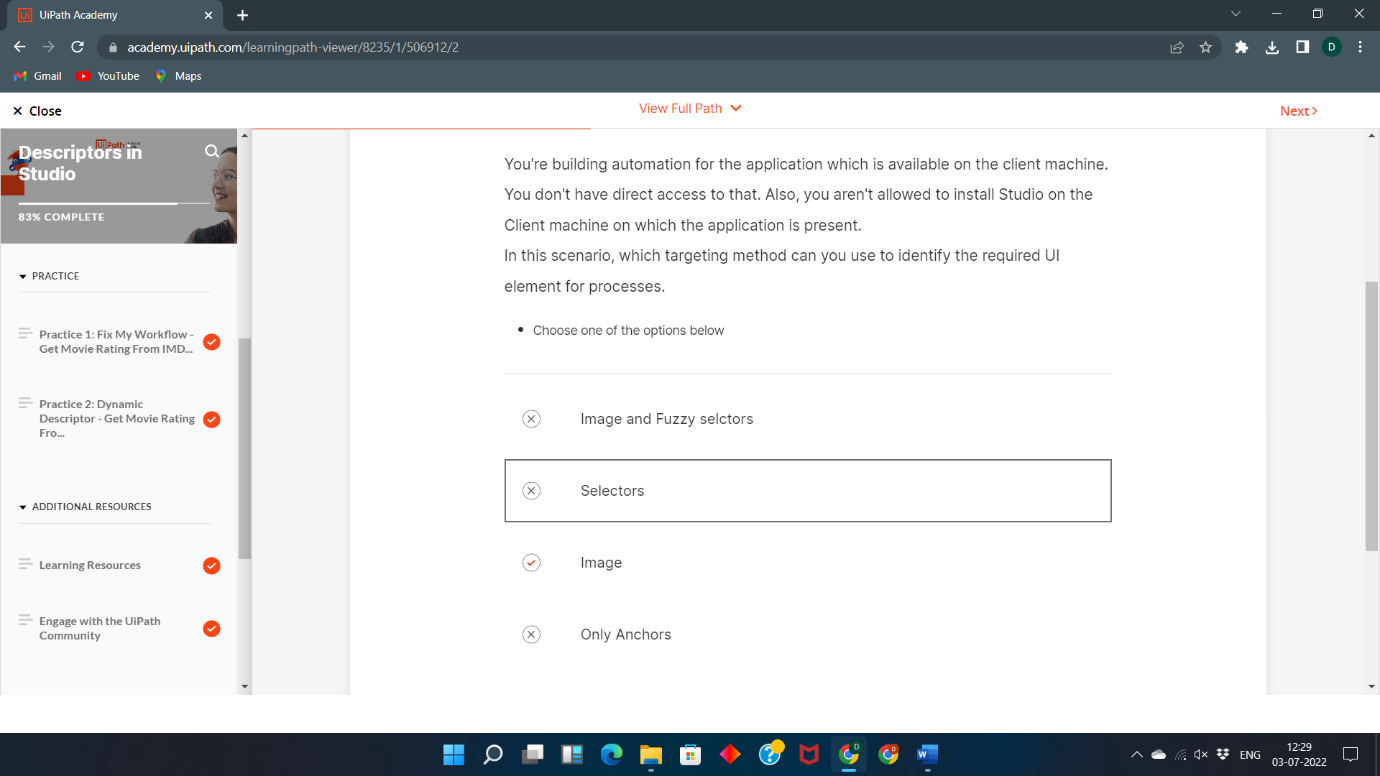 UiPath Academy
academy.uipath.com/learningpath-viewer/8235/1/506912/2
D
Gmail
YouTube
Maps
Close
View Full Path
Next
UiPath
Descriptors in
Studio
83% COMPLETE
PRACTICE
Practice 1: Fix My Workflow -
Get Movie Rating From IMD...
Practice 2: Dynamic
Descriptor - Get Movie Rating
Fro...
ADDITIONAL RESOURCES
Learning Resources
Engage with the UiPath
Community
You're building automation for the application which is available on the client machine.
You don't have direct access to that. Also, you aren't allowed to install Studio on the
Client machine on which the application is present.
In this scenario, which targeting method can you use to identify the required UI
element for processes.
• Choose one of the options below
Image and Fuzzy selctors
Selectors
Image
Only Anchors
ENG
12:29
03-07-2022